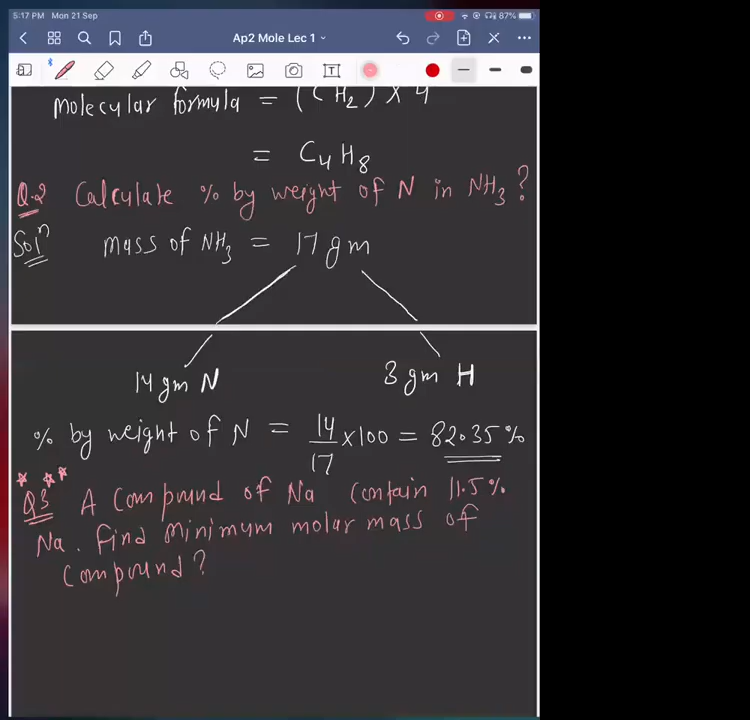 5:17 PM Mon 21 Sep
87%
Ap2 Mole Lec 1
Molecular formula = (CH2) × 4
= C4H8
Q.2 Calculate % by weight of N in NH3?
Solⁿ mass of NH3 = 17 gm
14 gm N 3 gm H
% by weight of N = 14/17 × 100 = 82.35 %
Q3 A Compound of Na Contain 11.5%
Na. Find Minimum molar mass of
Compound?